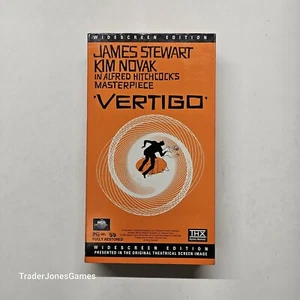 WIDESCREEN EDITION
JAMES STEWART
KIM NOVAK
IN ALFRED HITCHCOCK'S
MASTERPIECE
'VERTIGO'
PG
FULLY RESTORED
THX
WIDESCREEN EDITION
PRESENTED IN THE ORIGINAL THEATRICAL SCREEN IMAGE
TraderJonesGames